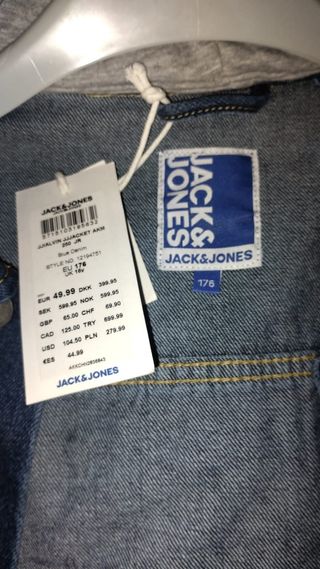 JACK&JONES
JJIALVIN JJJACKET AKM
250 JR
Blue Denim
STYLE NO. 12194751
EU 176
UK 16y
EUR 49.99 DKK 399.95
SEK 599.95 NOK 599.95
GBP 65.00 CHF 69.90
CAD 125.00 TRY 699.99
USD 104.50 PLN 279.99
EES 44.99
JACK&JONES
JACK&
JONES
JACK&JONES
176